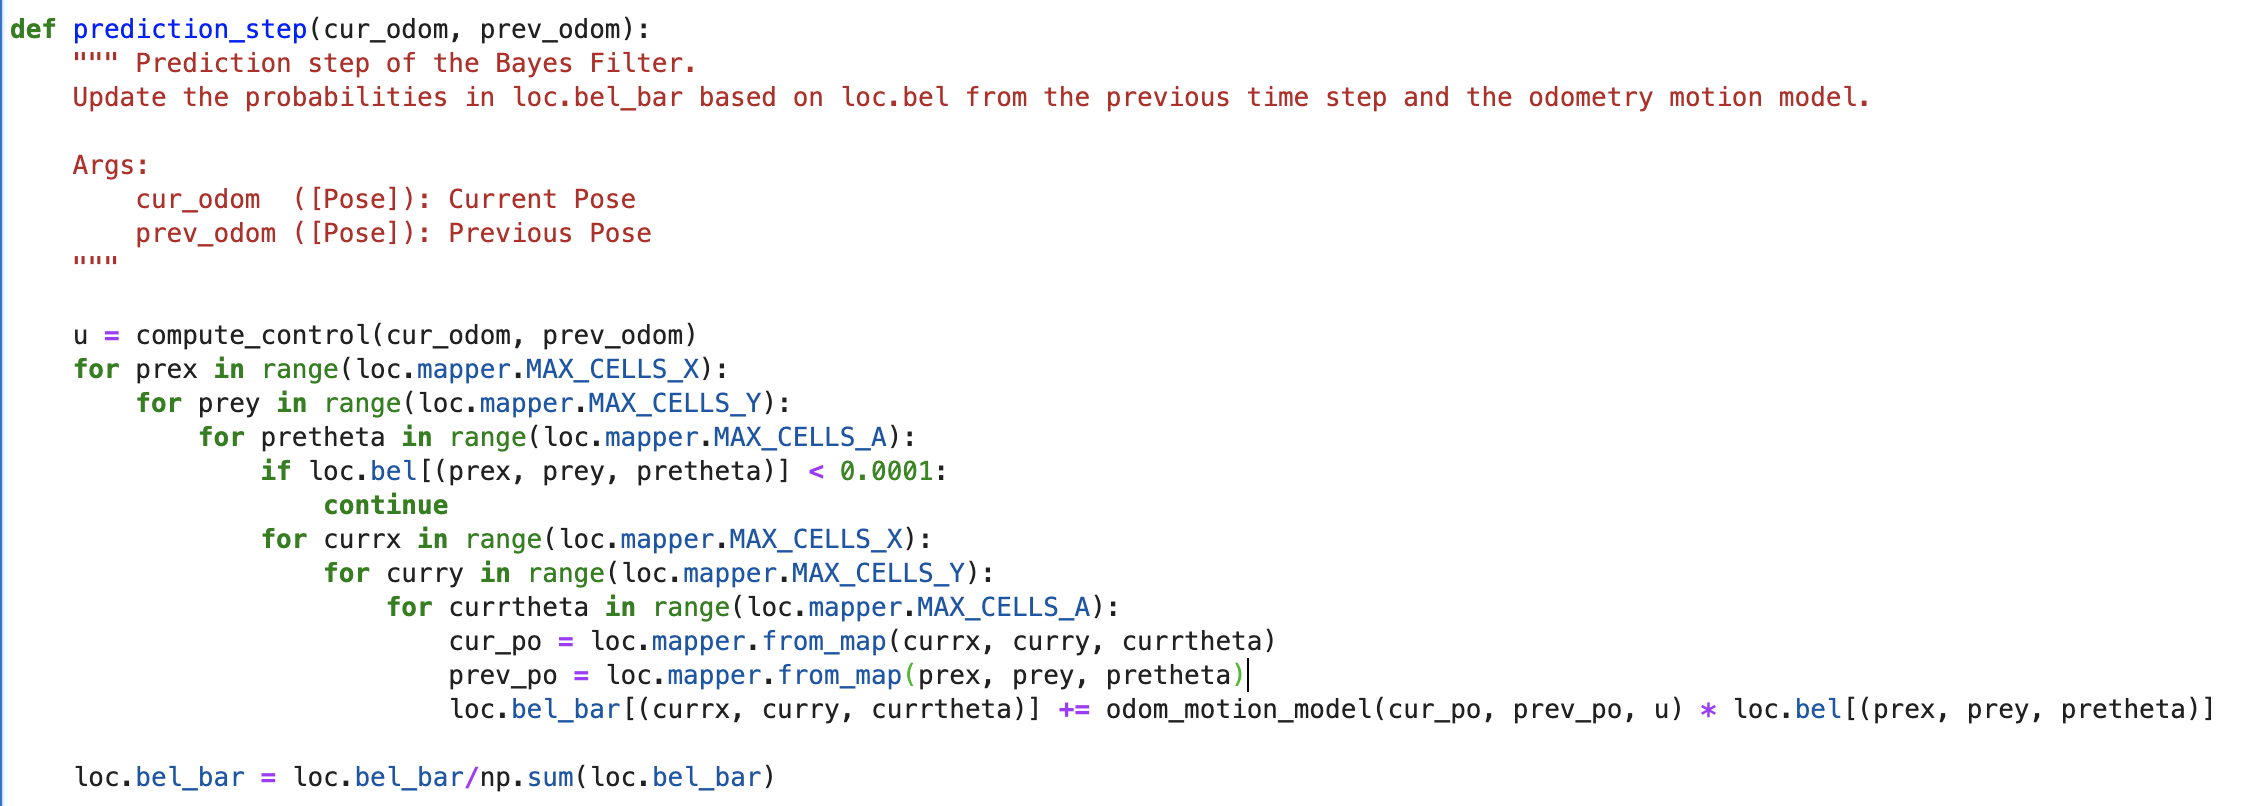 def prediction_step(cur_odom, prev_odom):
    """ Prediction step of the Bayes Filter.
    Update the probabilities in loc.bel_bar based on loc.bel from the previous time step and the odometry motion model.

    Args:
        cur_odom  ([Pose]): Current Pose
        prev_odom ([Pose]): Previous Pose
    """

    u = compute_control(cur_odom, prev_odom)
    for prex in range(loc.mapper.MAX_CELLS_X):
        for prey in range(loc.mapper.MAX_CELLS_Y):
            for pretheta in range(loc.mapper.MAX_CELLS_A):
                if loc.bel[(prex, prey, pretheta)] < 0.0001:
                    continue
                for currx in range(loc.mapper.MAX_CELLS_X):
                    for curry in range(loc.mapper.MAX_CELLS_Y):
                        for currtheta in range(loc.mapper.MAX_CELLS_A):
                            cur_po = loc.mapper.from_map(currx, curry, currtheta)
                            prev_po = loc.mapper.from_map(prex, prey, pretheta)
                            loc.bel_bar[(currx, curry, currtheta)] += odom_motion_model(cur_po, prev_po, u) * loc.bel[(prex, prey, pretheta)]

    loc.bel_bar = loc.bel_bar/np.sum(loc.bel_bar)